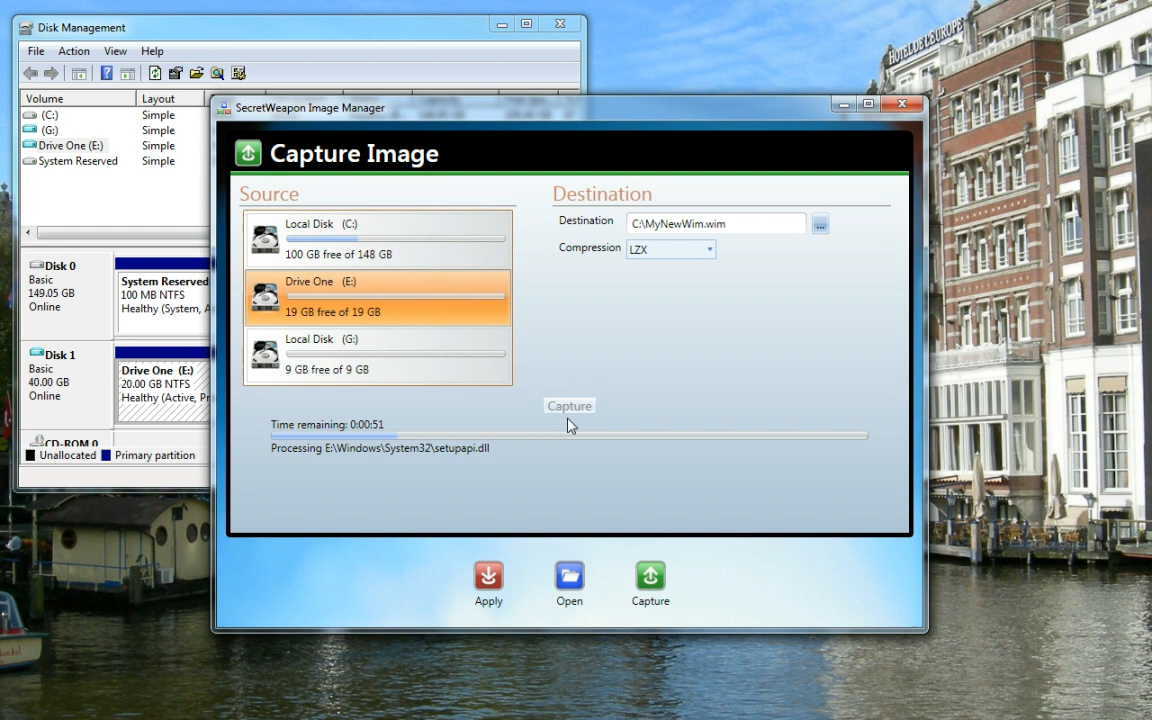 Disk Management
File Action View Help
Volume Layout
(C:) Simple
(G:) Simple
Drive One (E:) Simple
System Reserved Simple
Disk 0
Basic
149.05 GB
Online
System Reserved
100 MB NTFS
Healthy (System, A
Disk 1
Basic
40.00 GB
Online
Drive One (E:)
20.00 GB NTFS
Healthy (Active, Pr
CD-ROM 0
Unallocated Primary partition
SecretWeapon Image Manager
Capture Image
Source
Local Disk (C:)
100 GB free of 148 GB
Drive One (E:)
19 GB free of 19 GB
Local Disk (G:)
9 GB free of 9 GB
Destination
Destination C:\MyNewWim.wim ...
Compression LZX
Capture
Time remaining: 0:00:51
Processing E:\Windows\System32\setupapi.dll
Apply Open Capture
HOTEL DE L'EUROPE